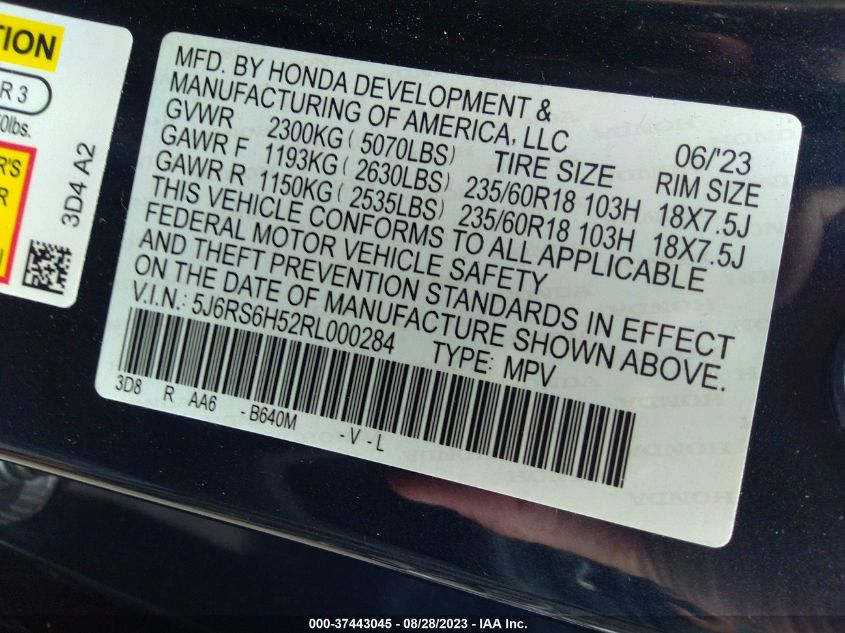 TION
R 3
0lbs.
R'S
R
3D4 A2
MFD. BY HONDA DEVELOPMENT &
MANUFACTURING OF AMERICA, LLC 06/'23
GVWR 2300KG ( 5070LBS) TIRE SIZE RIM SIZE
GAWR F 1193KG ( 2630LBS) 235/60R18 103H 18X7.5J
GAWR R 1150KG ( 2535LBS) 235/60R18 103H 18X7.5J
THIS VEHICLE CONFORMS TO ALL APPLICABLE
FEDERAL MOTOR VEHICLE SAFETY
AND THEFT PREVENTION STANDARDS IN EFFECT
ON THE DATE OF MANUFACTURE SHOWN ABOVE.
V.I.N.: 5J6RS6H52RL000284 TYPE: MPV
3D8 R AA6 - B640M - V - L
000-37443045 - 08/28/2023 - IAA Inc.